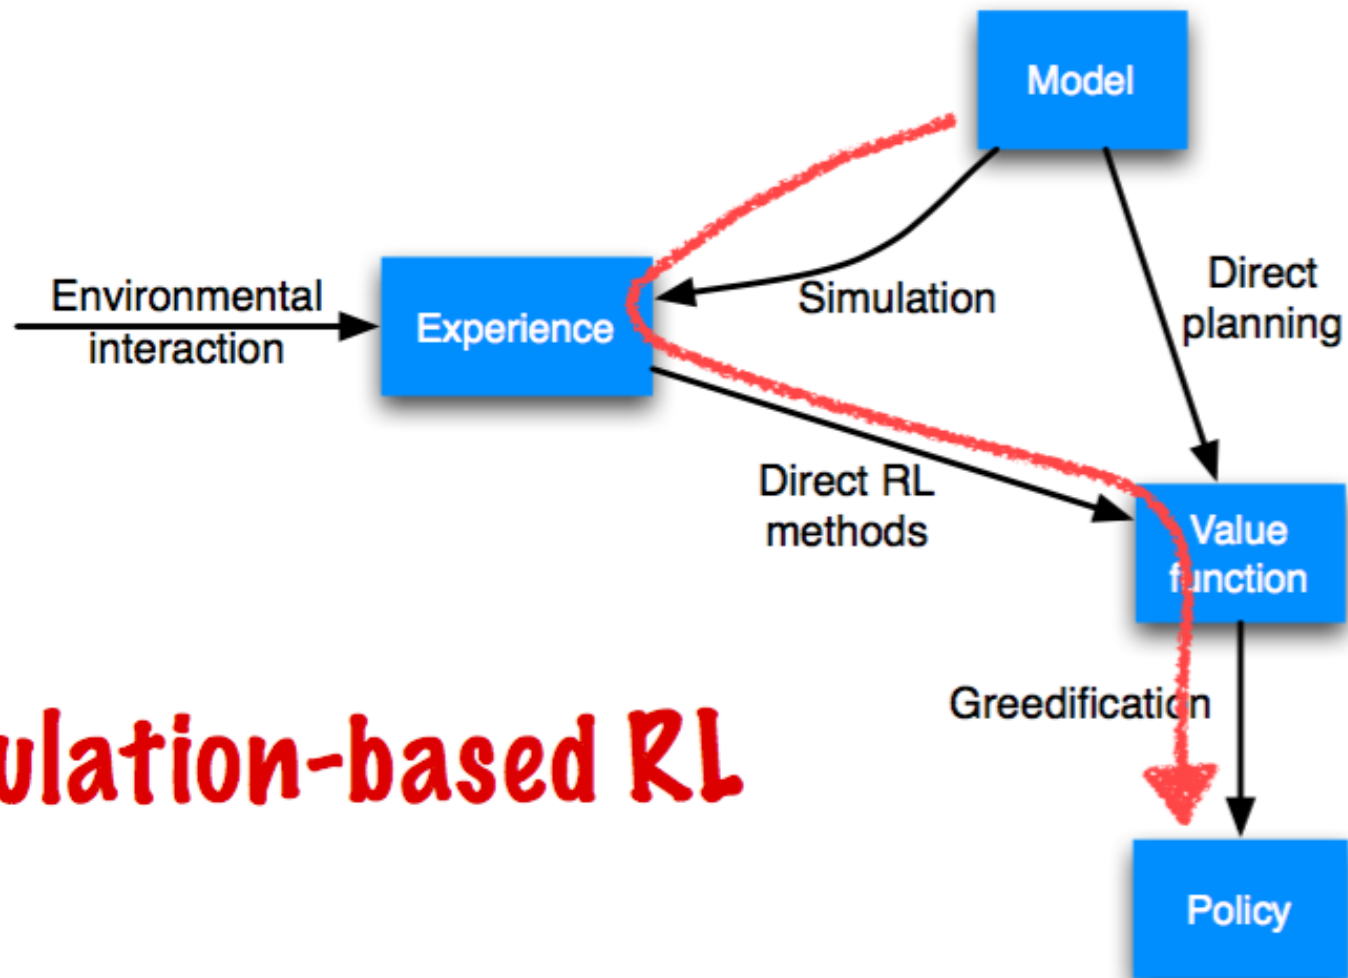 Model
Environmental
interaction
Experience
Simulation
Direct
planning
Direct RL
methods
Value
function
Greedification
ulation-based RL
Policy